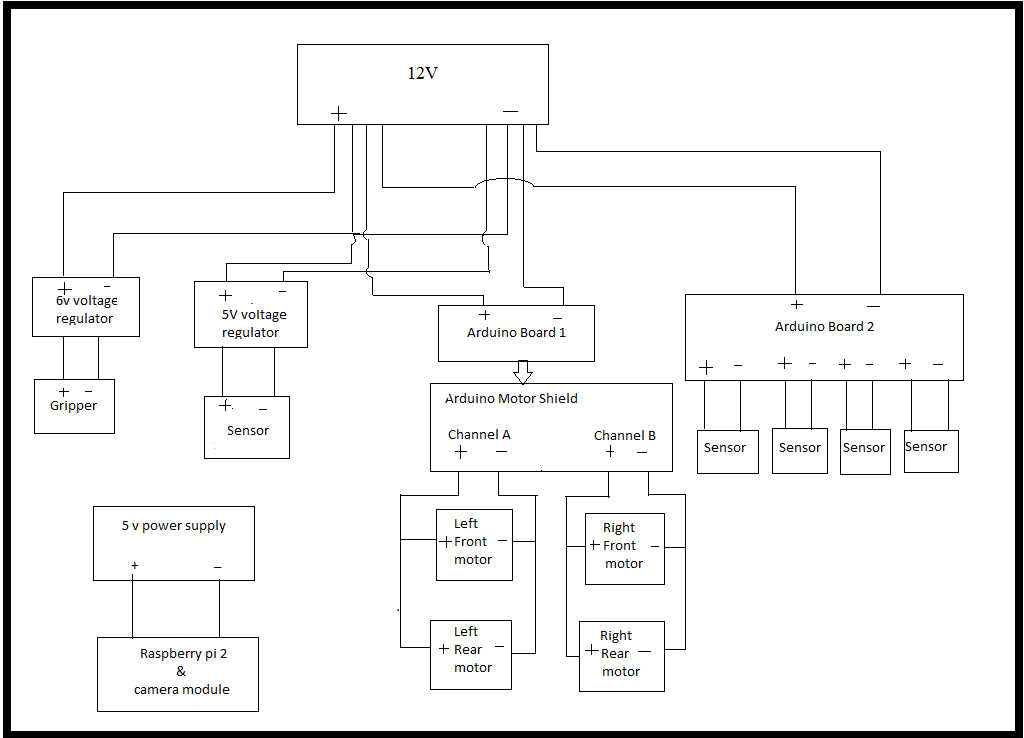 12V
+ −
+ -
6v voltage
regulator
+ −
Gripper
+ −
5V voltage
regulator
+ −
Sensor
+ −
Arduino Board 1
+ −
Arduino Board 2
+ - + - + - + -
Sensor
Sensor
Sensor
Sensor
Arduino Motor Shield
Channel A
+ −
Channel B
+ −
Left
+ Front −
motor
Right
+ Front −
motor
Left
+ Rear −
motor
Right
+ Rear −
motor
5 v power supply
+ −
Raspberry pi 2
&
camera module